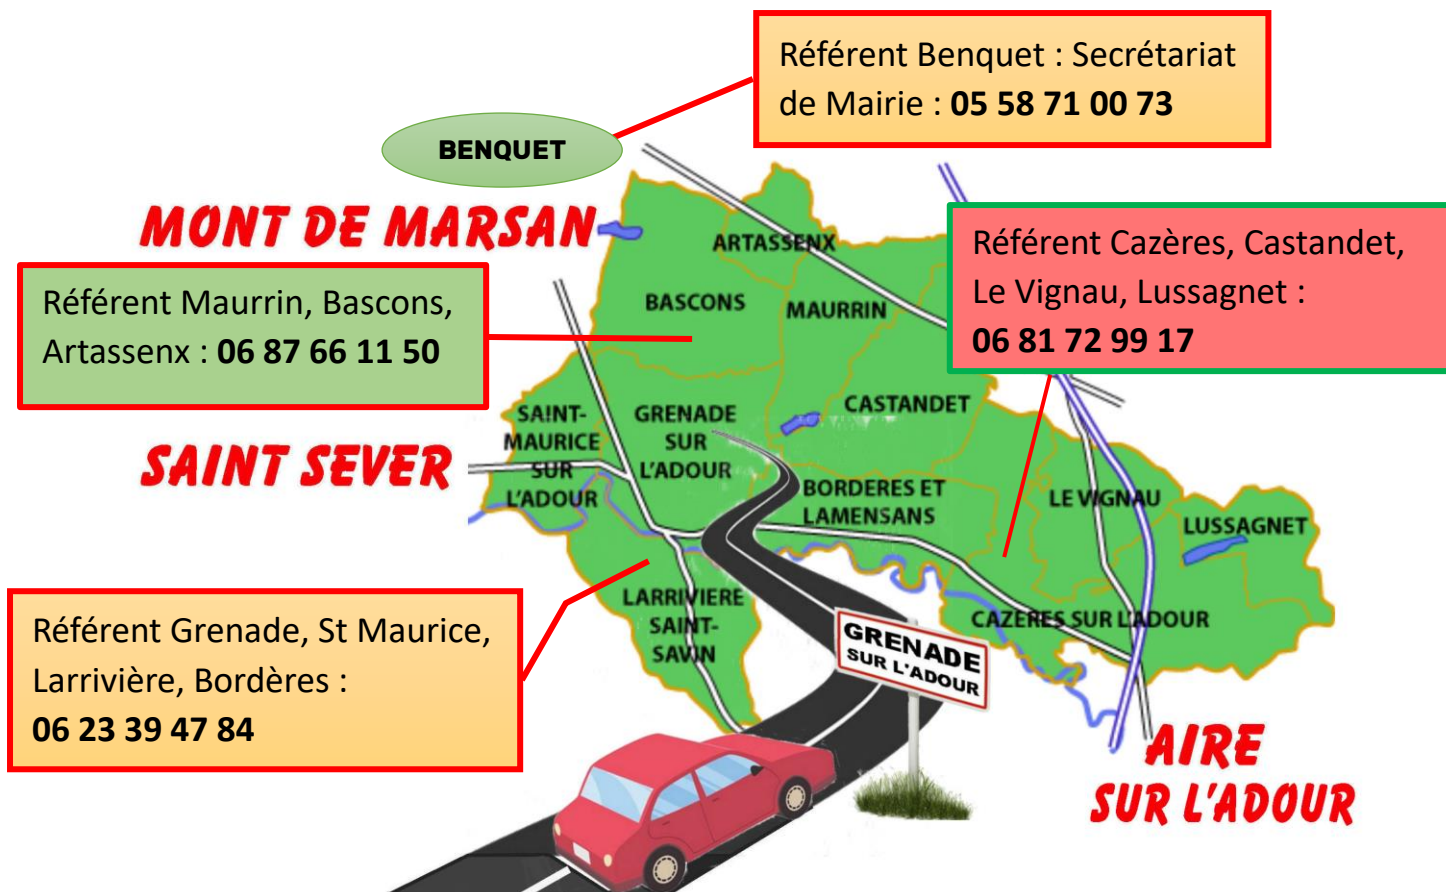 Référent Benquet : Secrétariat
de Mairie : 05 58 71 00 73
BENQUET
MONT DE MARSAN
ARTASSENX
Référent Cazères, Castandet,
Le Vignau, Lussagnet :
06 81 72 99 17
Référent Maurrin, Bascons,
Artassenx : 06 87 66 11 50
BASCONS
MAURRIN
CASTANDET
SAINT-
MAURICE
SUR
L'ADOUR
GRENADE
SUR
L'ADOUR
SAINT SEVER
BORDERES ET
LAMENSANS
LE VIGNAU
LUSSAGNET
LARRIVIERE
SAINT-
SAVIN
CAZERES SUR L'ADOUR
Référent Grenade, St Maurice,
Larrivière, Bordères :
06 23 39 47 84
GRENADE
SUR L'ADOUR
AIRE
SUR L'ADOUR